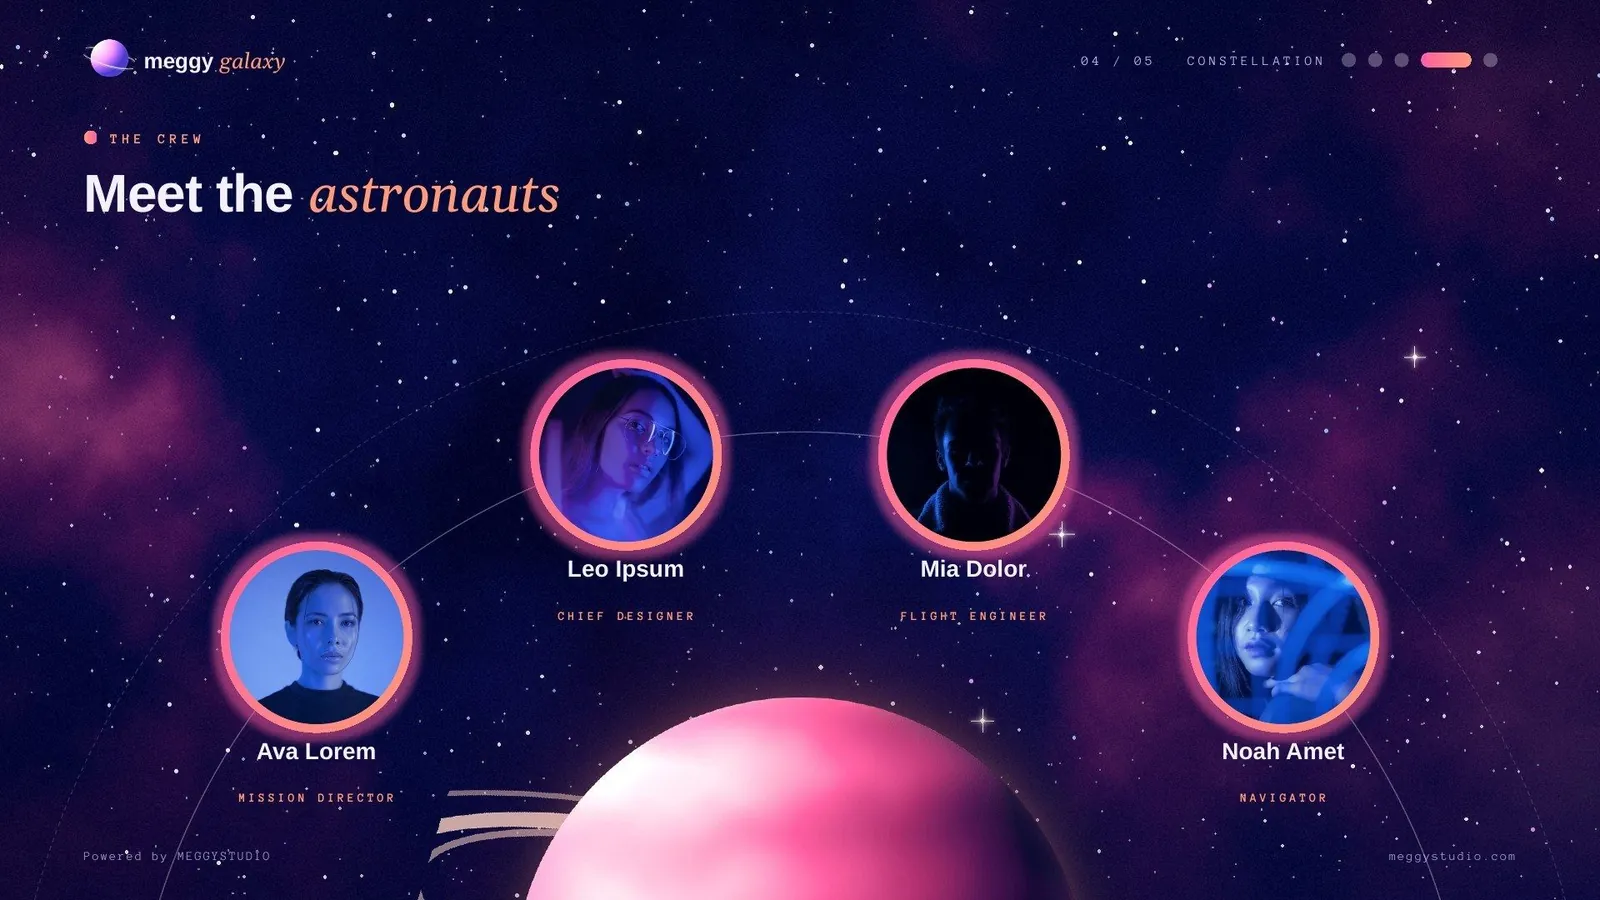 meggy galaxy
04 / 05 CONSTELLATION
THE CREW
Meet the astronauts
Leo Ipsum
CHIEF DESIGNER
Mia Dolor
FLIGHT ENGINEER
Ava Lorem
MISSION DIRECTOR
Noah Amet
NAVIGATOR
Powered by MEGGYSTUDIO
meggystudio.com